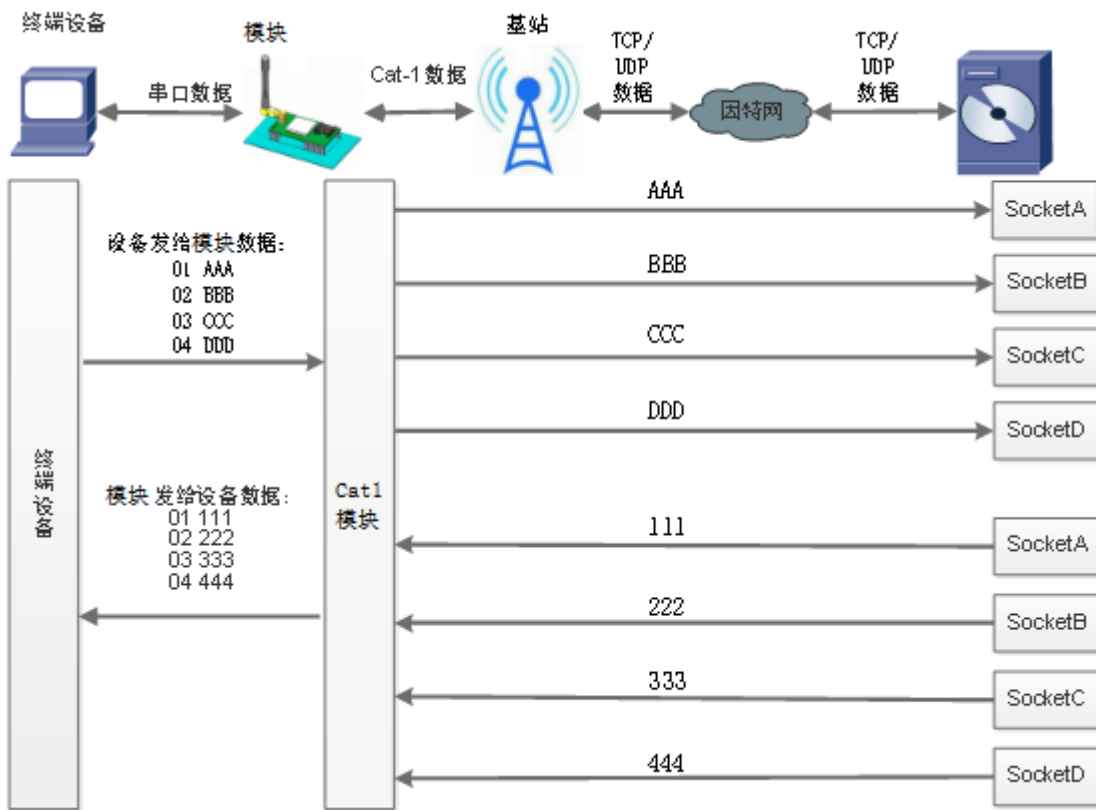 终端设备
模块
基站
TCP/
UDP
数据
TCP/
UDP
数据
串口数据
Cat-1 数据
因特网
AAA
SocketA
设备发给模块数据:
01 AAA
02 BBB
03 CCC
04 DDD
BBB
SocketB
CCC
SocketC
DDD
SocketD
终端设备
模块 发给设备数据:
01 111
02 222
03 333
04 444
Cat1
模块
111
SocketA
222
SocketB
333
SocketC
444
SocketD